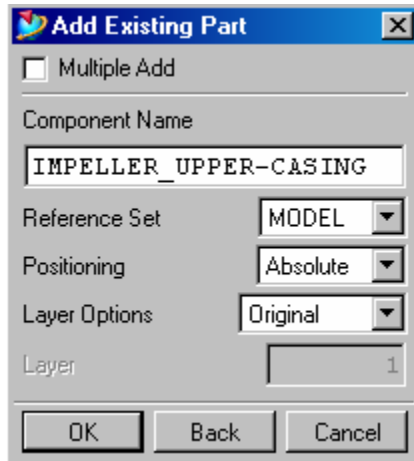 Add Existing Part
Multiple Add
Component Name
IMPELLER_UPPER-CASING
Reference Set MODEL
Positioning Absolute
Layer Options Original
Layer 1
OK Back Cancel